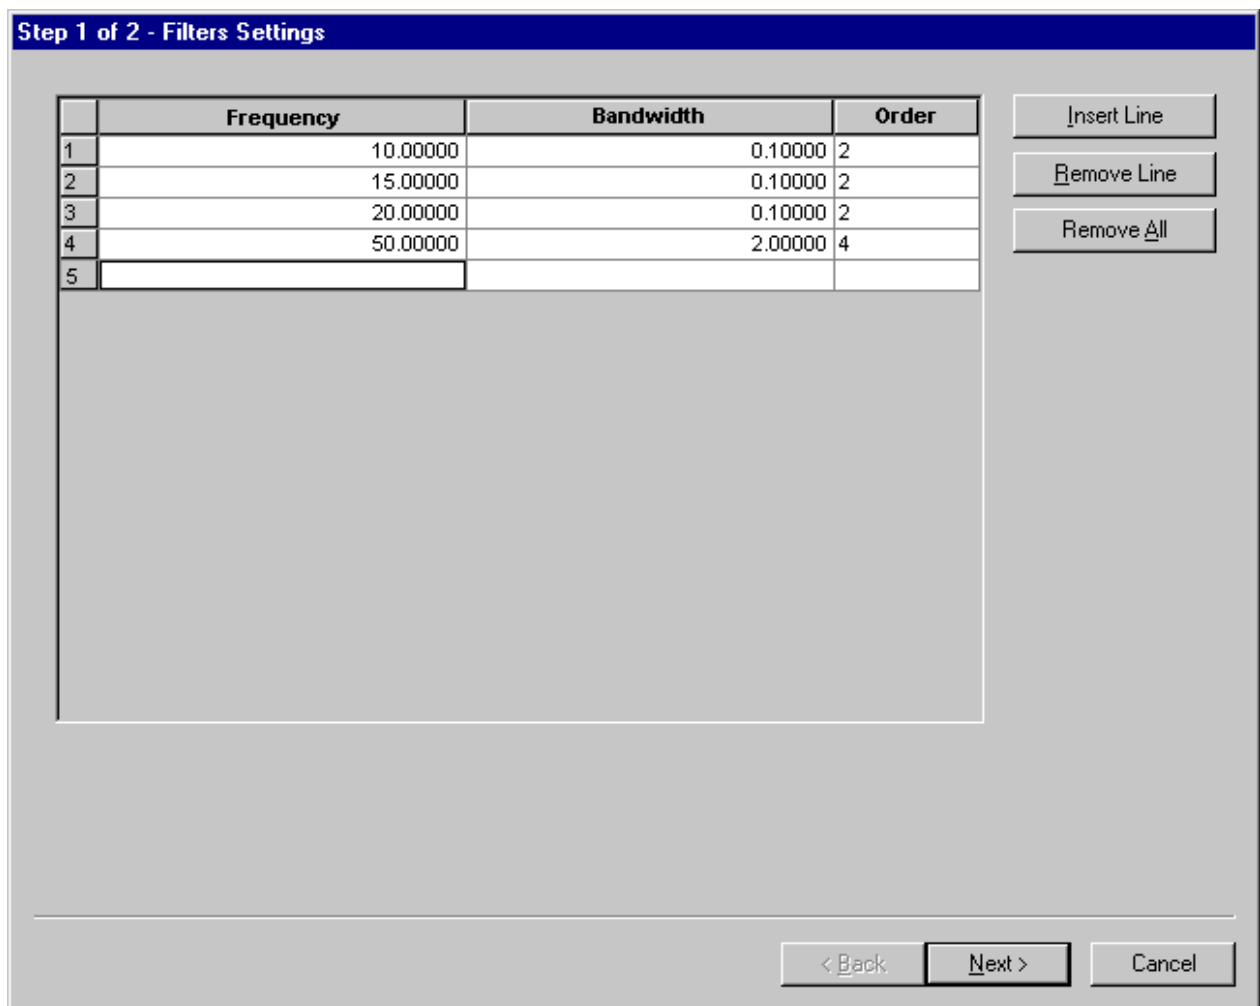 Step 1 of 2 - Filters Settings
Frequency Bandwidth Order
1 10.00000 0.10000 2
2 15.00000 0.10000 2
3 20.00000 0.10000 2
4 50.00000 2.00000 4
5
Insert Line
Remove Line
Remove All
< Back Next > Cancel